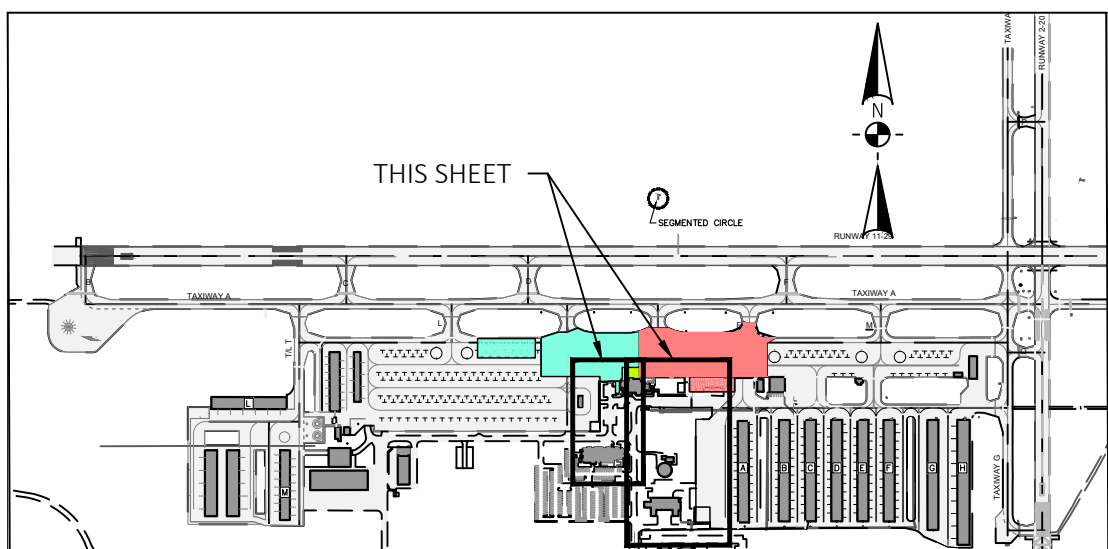 TAXIWAY
RUNWAY 2-20
N
THIS SHEET
SEGMENTED CIRCLE
RUNWAY 11-29
B
C
D
F
TAXIWAY A
TAXIWAY A
L
E
M
T/L T
L
A
B
C
D
E
F
G
H
M
TAXIWAY G